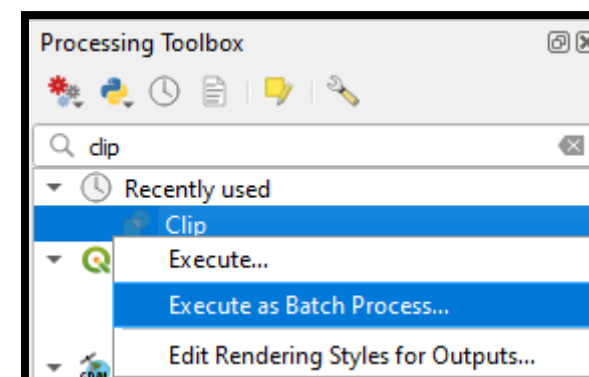 Processing Toolbox
clip
Recently used
Clip
Execute...
Execute as Batch Process...
Edit Rendering Styles for Outputs...